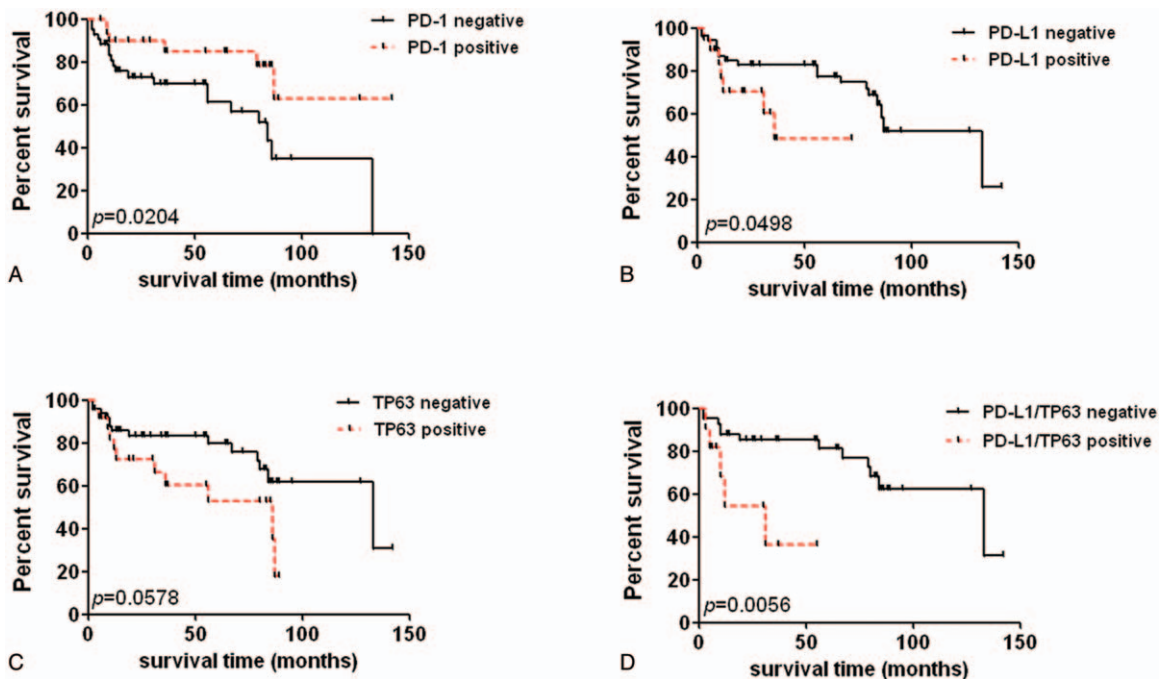 PD-1 negative
PD-1 positive
Percent survival
100
80
60
40
20
0
p=0.0204
0 50 100 150
survival time (months)
A
PD-L1 negative
PD-L1 positive
Percent survival
100
80
60
40
20
0
p=0.0498
0 50 100 150
survival time (months)
B
TP63 negative
TP63 positive
Percent survival
100
80
60
40
20
0
p=0.0578
0 50 100 150
survival time (months)
C
PD-L1/TP63 negative
PD-L1/TP63 positive
Percent survival
100
80
60
40
20
0
p=0.0056
0 50 100 150
survival time (months)
D